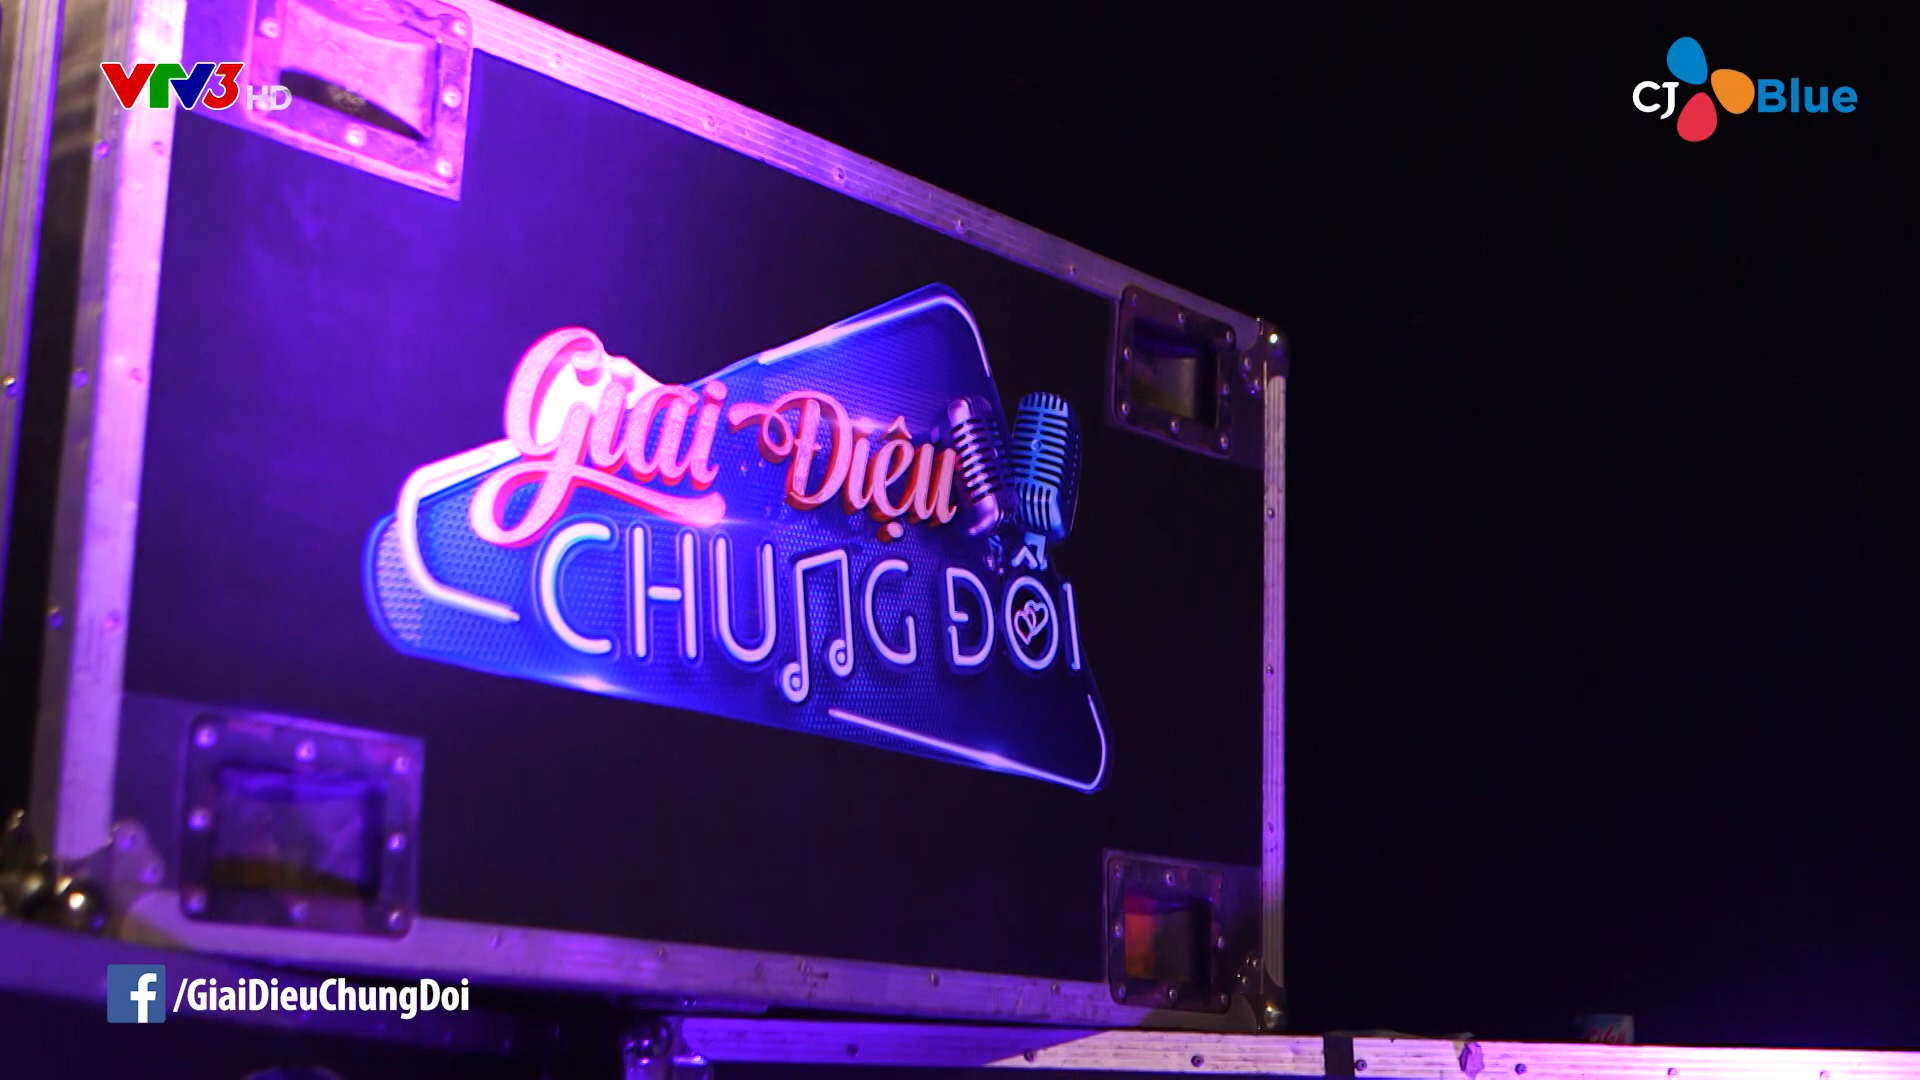 VTV3 HD
CJ Blue
Giai Điệu
CHUNG ĐÔI
/GiaiDieuChungDoi